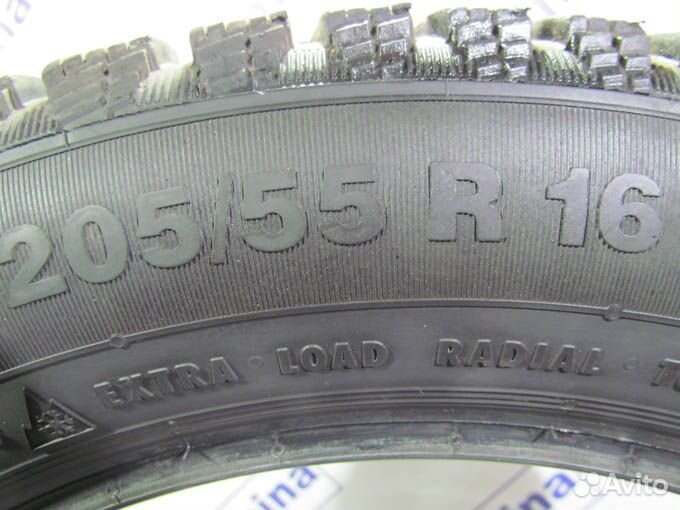 205/55 R 16
EXTRA · LOAD RADIAL ·
Avito